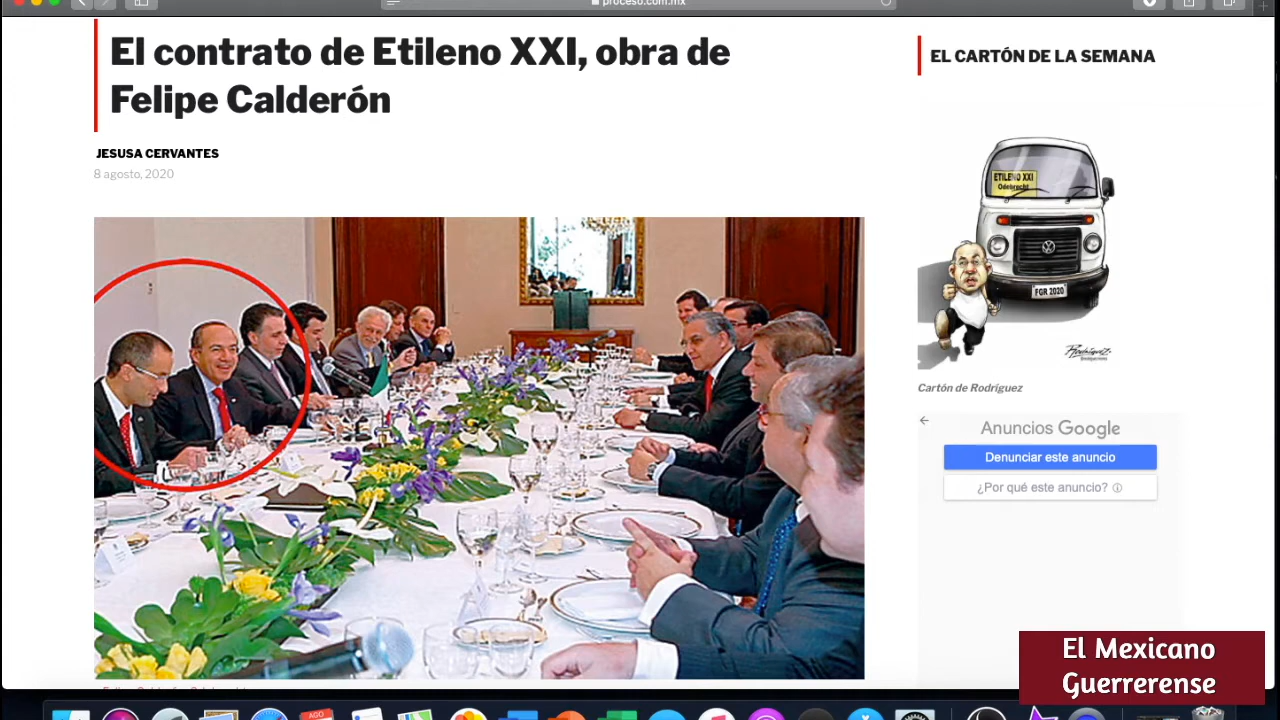 proceso.com.mx
El contrato de Etileno XXI, obra de
Felipe Calderón
JESUSA CERVANTES
8 agosto, 2020
EL CARTÓN DE LA SEMANA
ETILENO XXI
Odebrecht
FGR 2020
Rodríguez
Cartón de Rodríguez
Anuncios Google
Denunciar este anuncio
¿Por qué este anuncio?
El Mexicano
Guerrerense
AGO